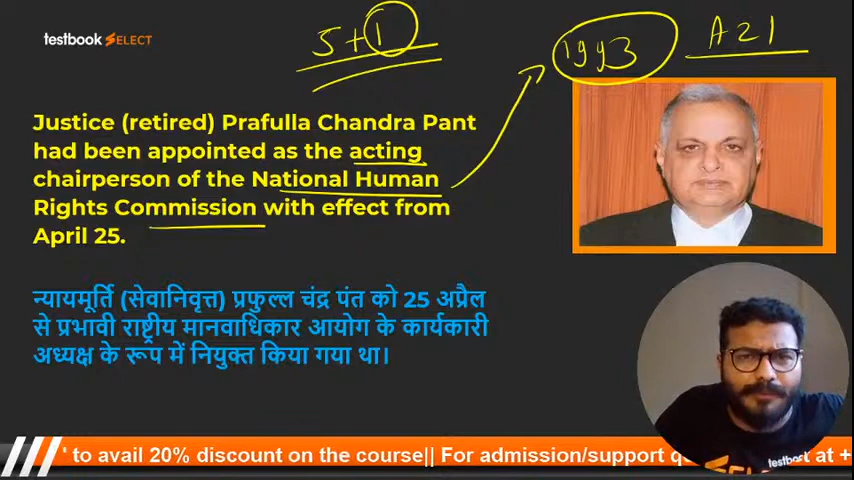 testbook SELECT
5+1
1993
A21
Justice (retired) Prafulla Chandra Pant
had been appointed as the acting
chairperson of the National Human
Rights Commission with effect from
April 25.
न्यायमूर्ति (सेवानिवृत्त) प्रफुल्ल चंद्र पंत को 25 अप्रैल
से प्रभावी राष्ट्रीय मानवाधिकार आयोग के कार्यकारी
अध्यक्ष के रूप में नियुक्त किया गया था।
testbook
' to avail 20% discount on the course|| For admission/support at +